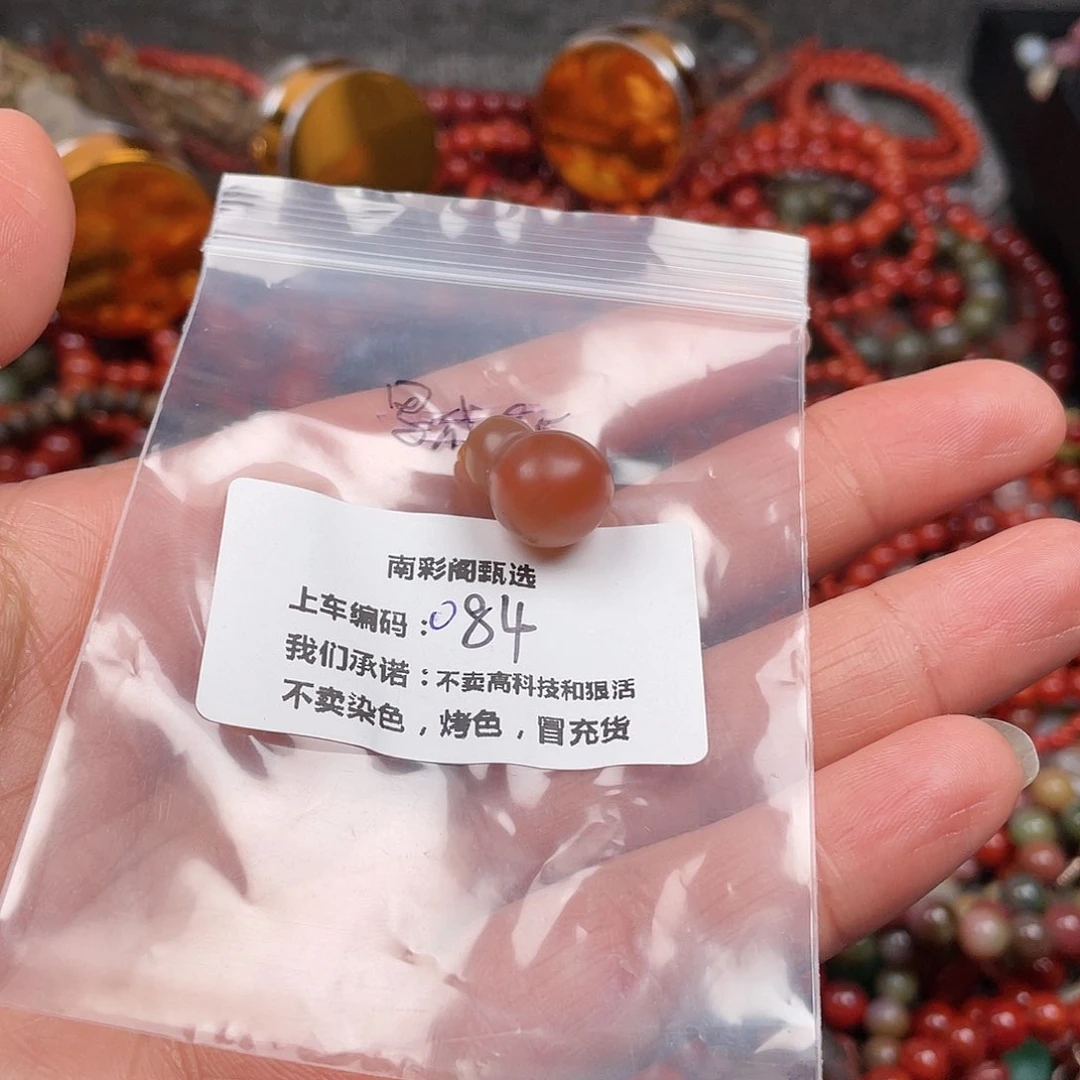 南彩阁甄选
上车编码：084
我们承诺：不卖高科技和狠活
不卖染色，烤色，冒充货